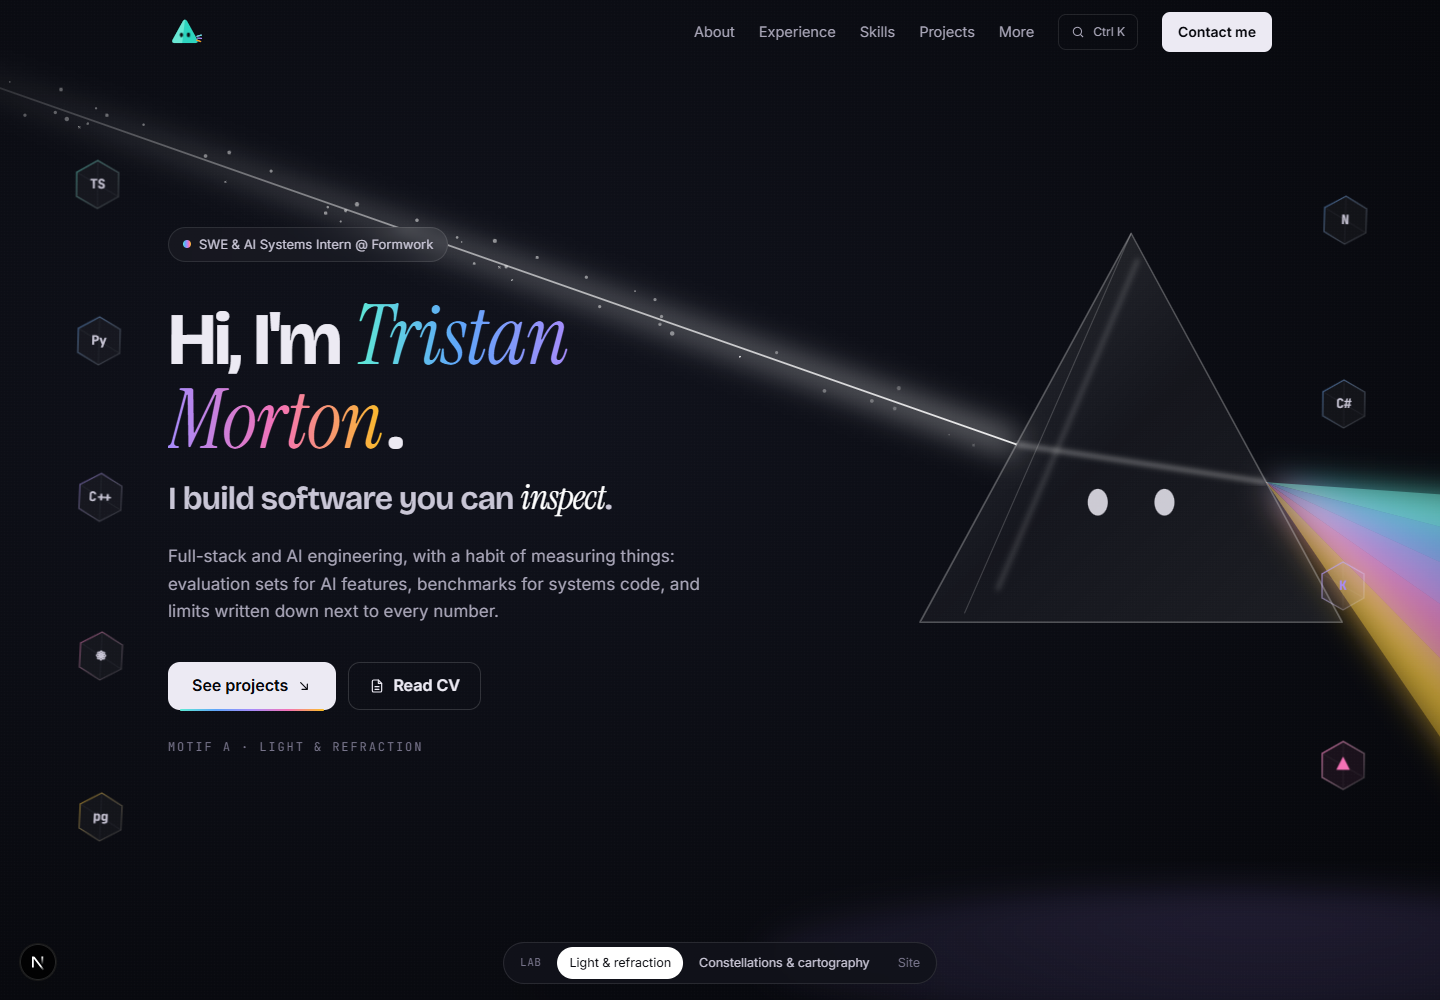 About
Experience
Skills
Projects
More
Ctrl K
Contact me
TS
N
SWE & AI Systems Intern @ Formwork
Hi, I'm Tristan
Morton.
Py
C#
I build software you can inspect.
C++
Full-stack and AI engineering, with a habit of measuring things:
evaluation sets for AI features, benchmarks for systems code, and
limits written down next to every number.
See projects
Read CV
MOTIF A · LIGHT & REFRACTION
pg
N
LAB
Light & refraction
Constellations & cartography
Site